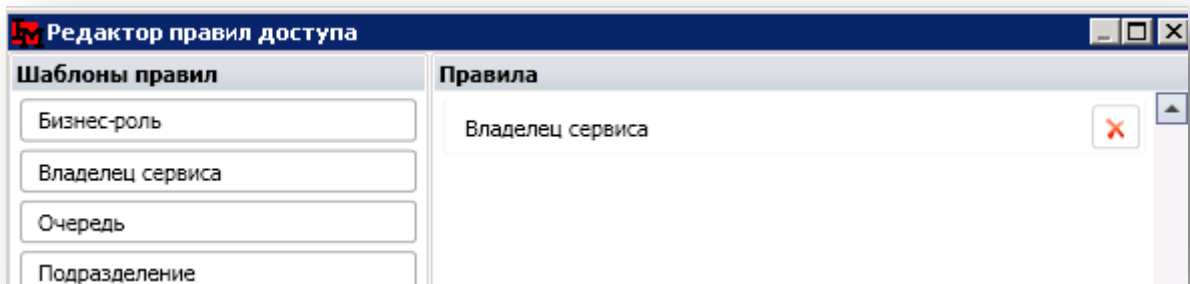 Редактор правил доступа
Шаблоны правил
Бизнес-роль
Владелец сервиса
Очередь
Подразделение
Правила
Владелец сервиса